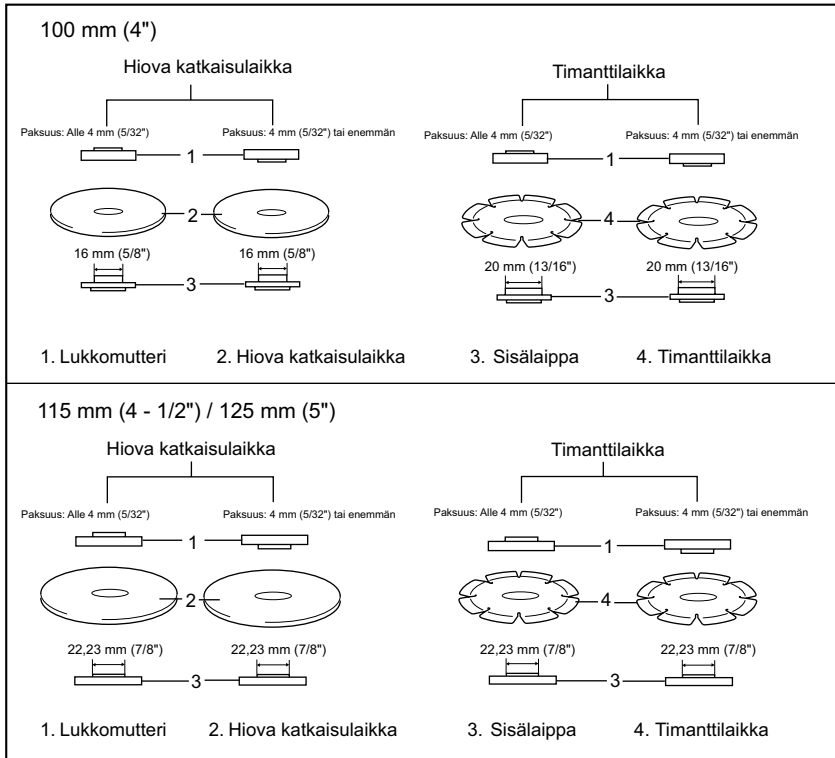 100 mm (4")
Hiova katkaisulaikka
Timanttilaikka
Paksuus: Alle 4 mm (5/32") Paksuus: 4 mm (5/32") tai enemmän
Paksuus: Alle 4 mm (5/32") Paksuus: 4 mm (5/32") tai enemmän
1
1
2
4
16 mm (5/8") 16 mm (5/8")
20 mm (13/16") 20 mm (13/16")
3
3
1. Lukkomutteri 2. Hiova katkaisulaikka 3. Sisälaippa 4. Timanttilaikka
115 mm (4 - 1/2") / 125 mm (5")
Hiova katkaisulaikka
Timanttilaikka
Paksuus: Alle 4 mm (5/32") Paksuus: 4 mm (5/32") tai enemmän
Paksuus: Alle 4 mm (5/32") Paksuus: 4 mm (5/32") tai enemmän
1
1
2
4
22,23 mm (7/8") 22,23 mm (7/8")
22,23 mm (7/8") 22,23 mm (7/8")
3
3
1. Lukkomutteri 2. Hiova katkaisulaikka 3. Sisälaippa 4. Timanttilaikka